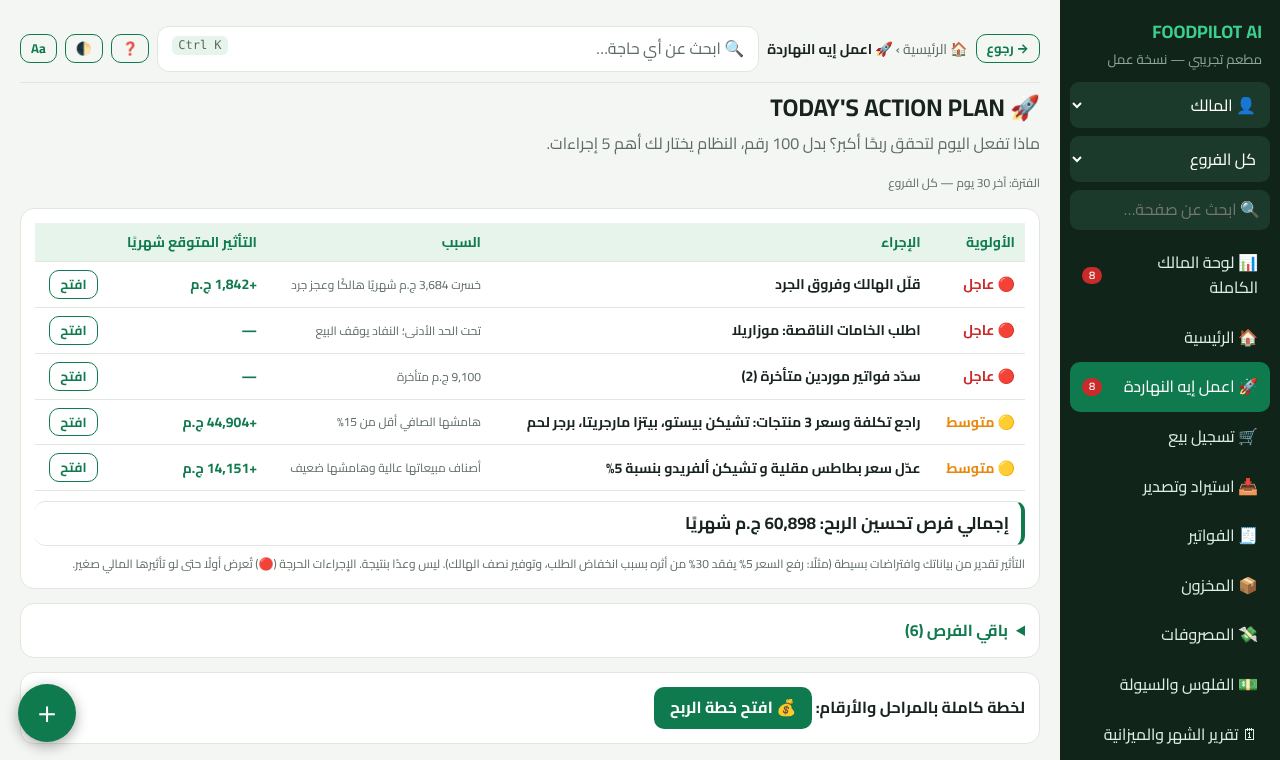 FOODPILOT AI
مطعم تجريبي — نسخة عمل
👤 المالك
كل الفروع
🔍 ابحث عن صفحة...
📊 لوحة المالك الكاملة
8
🏠 الرئيسية
🚀 اعمل إيه النهاردة
8
🛒 تسجيل بيع
📥 استيراد وتصدير
🧾 الفواتير
📦 المخزون
💸 المصروفات
💵 الفلوس والسيولة
🗓 تقرير الشهر والميزانية
→ رجوع
🏠 الرئيسية › 🚀 اعمل إيه النهاردة
🔍 ابحث عن أي حاجة...
Ctrl K
❓
🌓
Aa
🚀 TODAY'S ACTION PLAN
ماذا تفعل اليوم لتحقق ربحًا أكبر؟ بدل 100 رقم، النظام يختار لك أهم 5 إجراءات.
الفترة: آخر 30 يوم — كل الفروع
الأولوية الإجراء السبب التأثير المتوقع شهريًا
🔴 عاجل قلّل الهالك وفروق الجرد خسرت 3,684 ج.م شهريًا هالكًا وعجز جرد +1,842 ج.م افتح
🔴 عاجل اطلب الخامات الناقصة: موزاريلا تحت الحد الأدنى؛ النفاد يوقف البيع — افتح
🔴 عاجل سدّد فواتير موردين متأخرة (2) 9,100 ج.م متأخرة — افتح
🟡 متوسط راجع تكلفة وسعر 3 منتجات: تشيكن بيستو، بيتزا مارجريتا، برجر لحم هامشها الصافي أقل من 15% +44,904 ج.م افتح
🟡 متوسط عدّل سعر بطاطس مقلية و تشيكن ألفريدو بنسبة 5% أصناف مبيعاتها عالية وهامشها ضعيف +14,151 ج.م افتح
إجمالي فرص تحسين الربح: 60,898 ج.م شهريًا
التأثير تقدير من بياناتك وافتراضات بسيطة (مثلًا: رفع السعر 5% يفقد 30% من أثره بسبب انخفاض الطلب، وتوفير نصف الهالك). ليس وعدًا بنتيجة. الإجراءات الحرجة (🔴) تُعرض أولًا حتى لو تأثيرها المالي صغير.
◀ باقي الفرص (6)
لخطة كاملة بالمراحل والأرقام: 💰 افتح خطة الربح
+